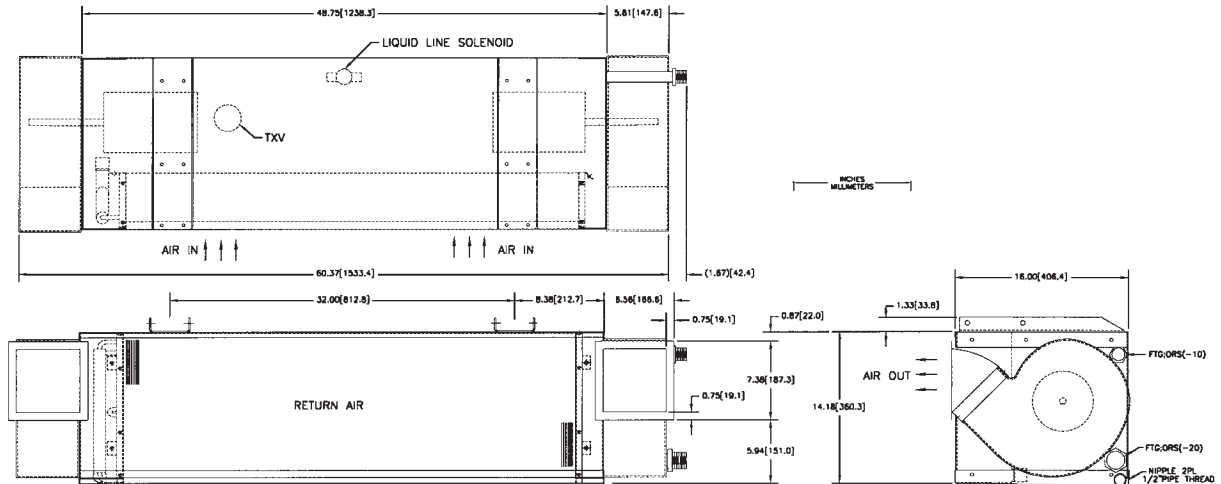 48.75[1238.3]
5.81[147.6]
LIQUID LINE SOLENOID
TXV
INCHES
MILLIMETERS
AIR IN
AIR IN
60.37[1533.4]
(1.67)[42.4]
16.00[406.4]
32.00[812.8]
8.38[212.7]
6.56[166.6]
1.33[33.8]
0.87[22.0]
0.75[19.1]
FTG;ORS(-10)
AIR OUT
7.38[187.3]
RETURN AIR
0.75[19.1]
14.18[360.3]
FTG;ORS(-20)
5.94[151.0]
NIPPLE 2PL
1/2"PIPE THREAD